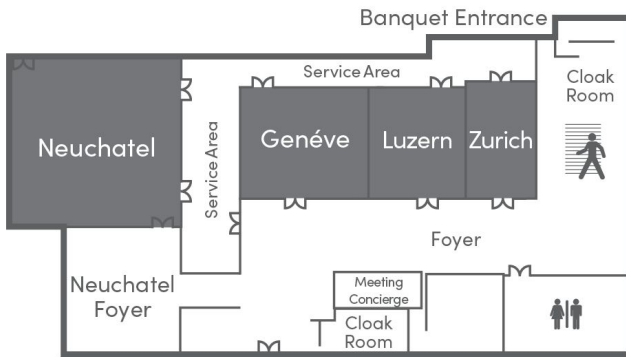 Banquet Entrance
Service Area
Cloak
Room
Neuchatel
Service Area
Genéve
Luzern
Zurich
Foyer
Neuchatel
Foyer
Meeting
Concierge
Cloak
Room